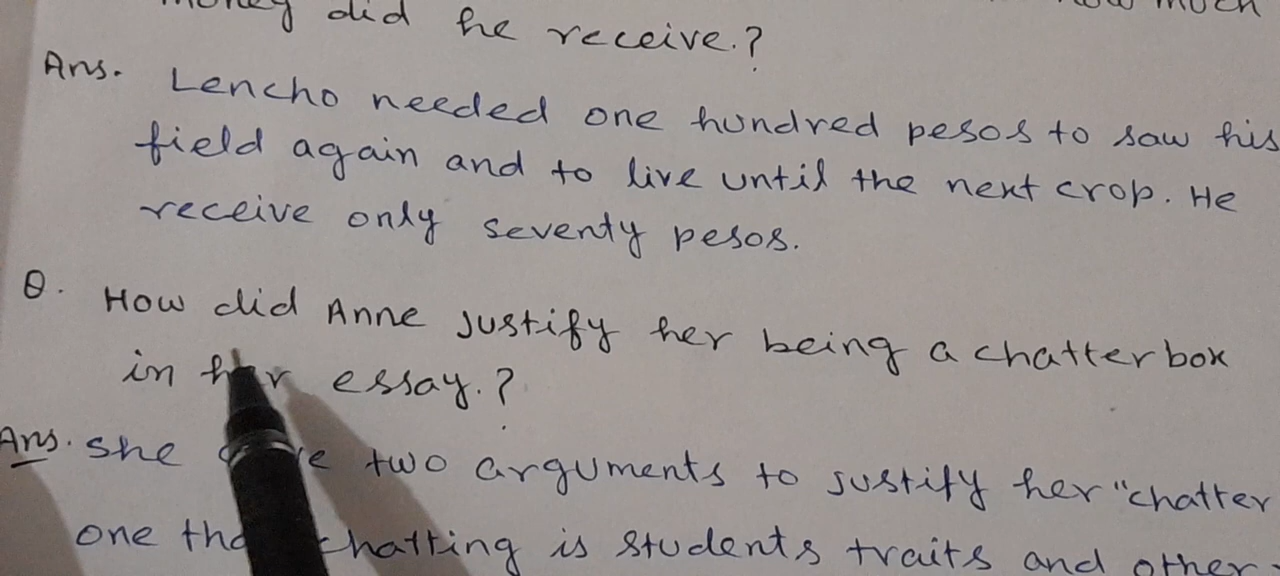 money did he receive.?
Ans. Lencho needed one hundred pesos to saw his
field again and to live until the next crop. He
receive only seventy pesos.
Q. How did Anne justify her being a chatterbox
in her essay.?
Ans. She two arguments to justify her "chatter
one chatting is students traits and other